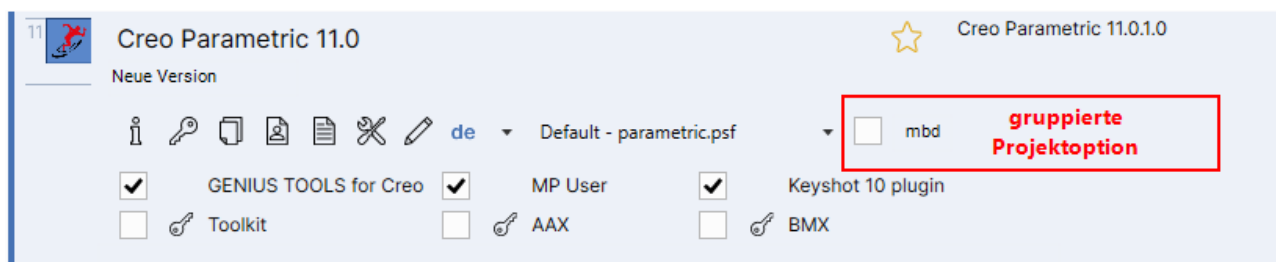 11
Creo Parametric 11.0
Creo Parametric 11.0.1.0
Neue Version
de Default - parametric.psf mbd
gruppierte
Projektoption
GENIUS TOOLS for Creo MP User Keyshot 10 plugin
Toolkit AAX BMX